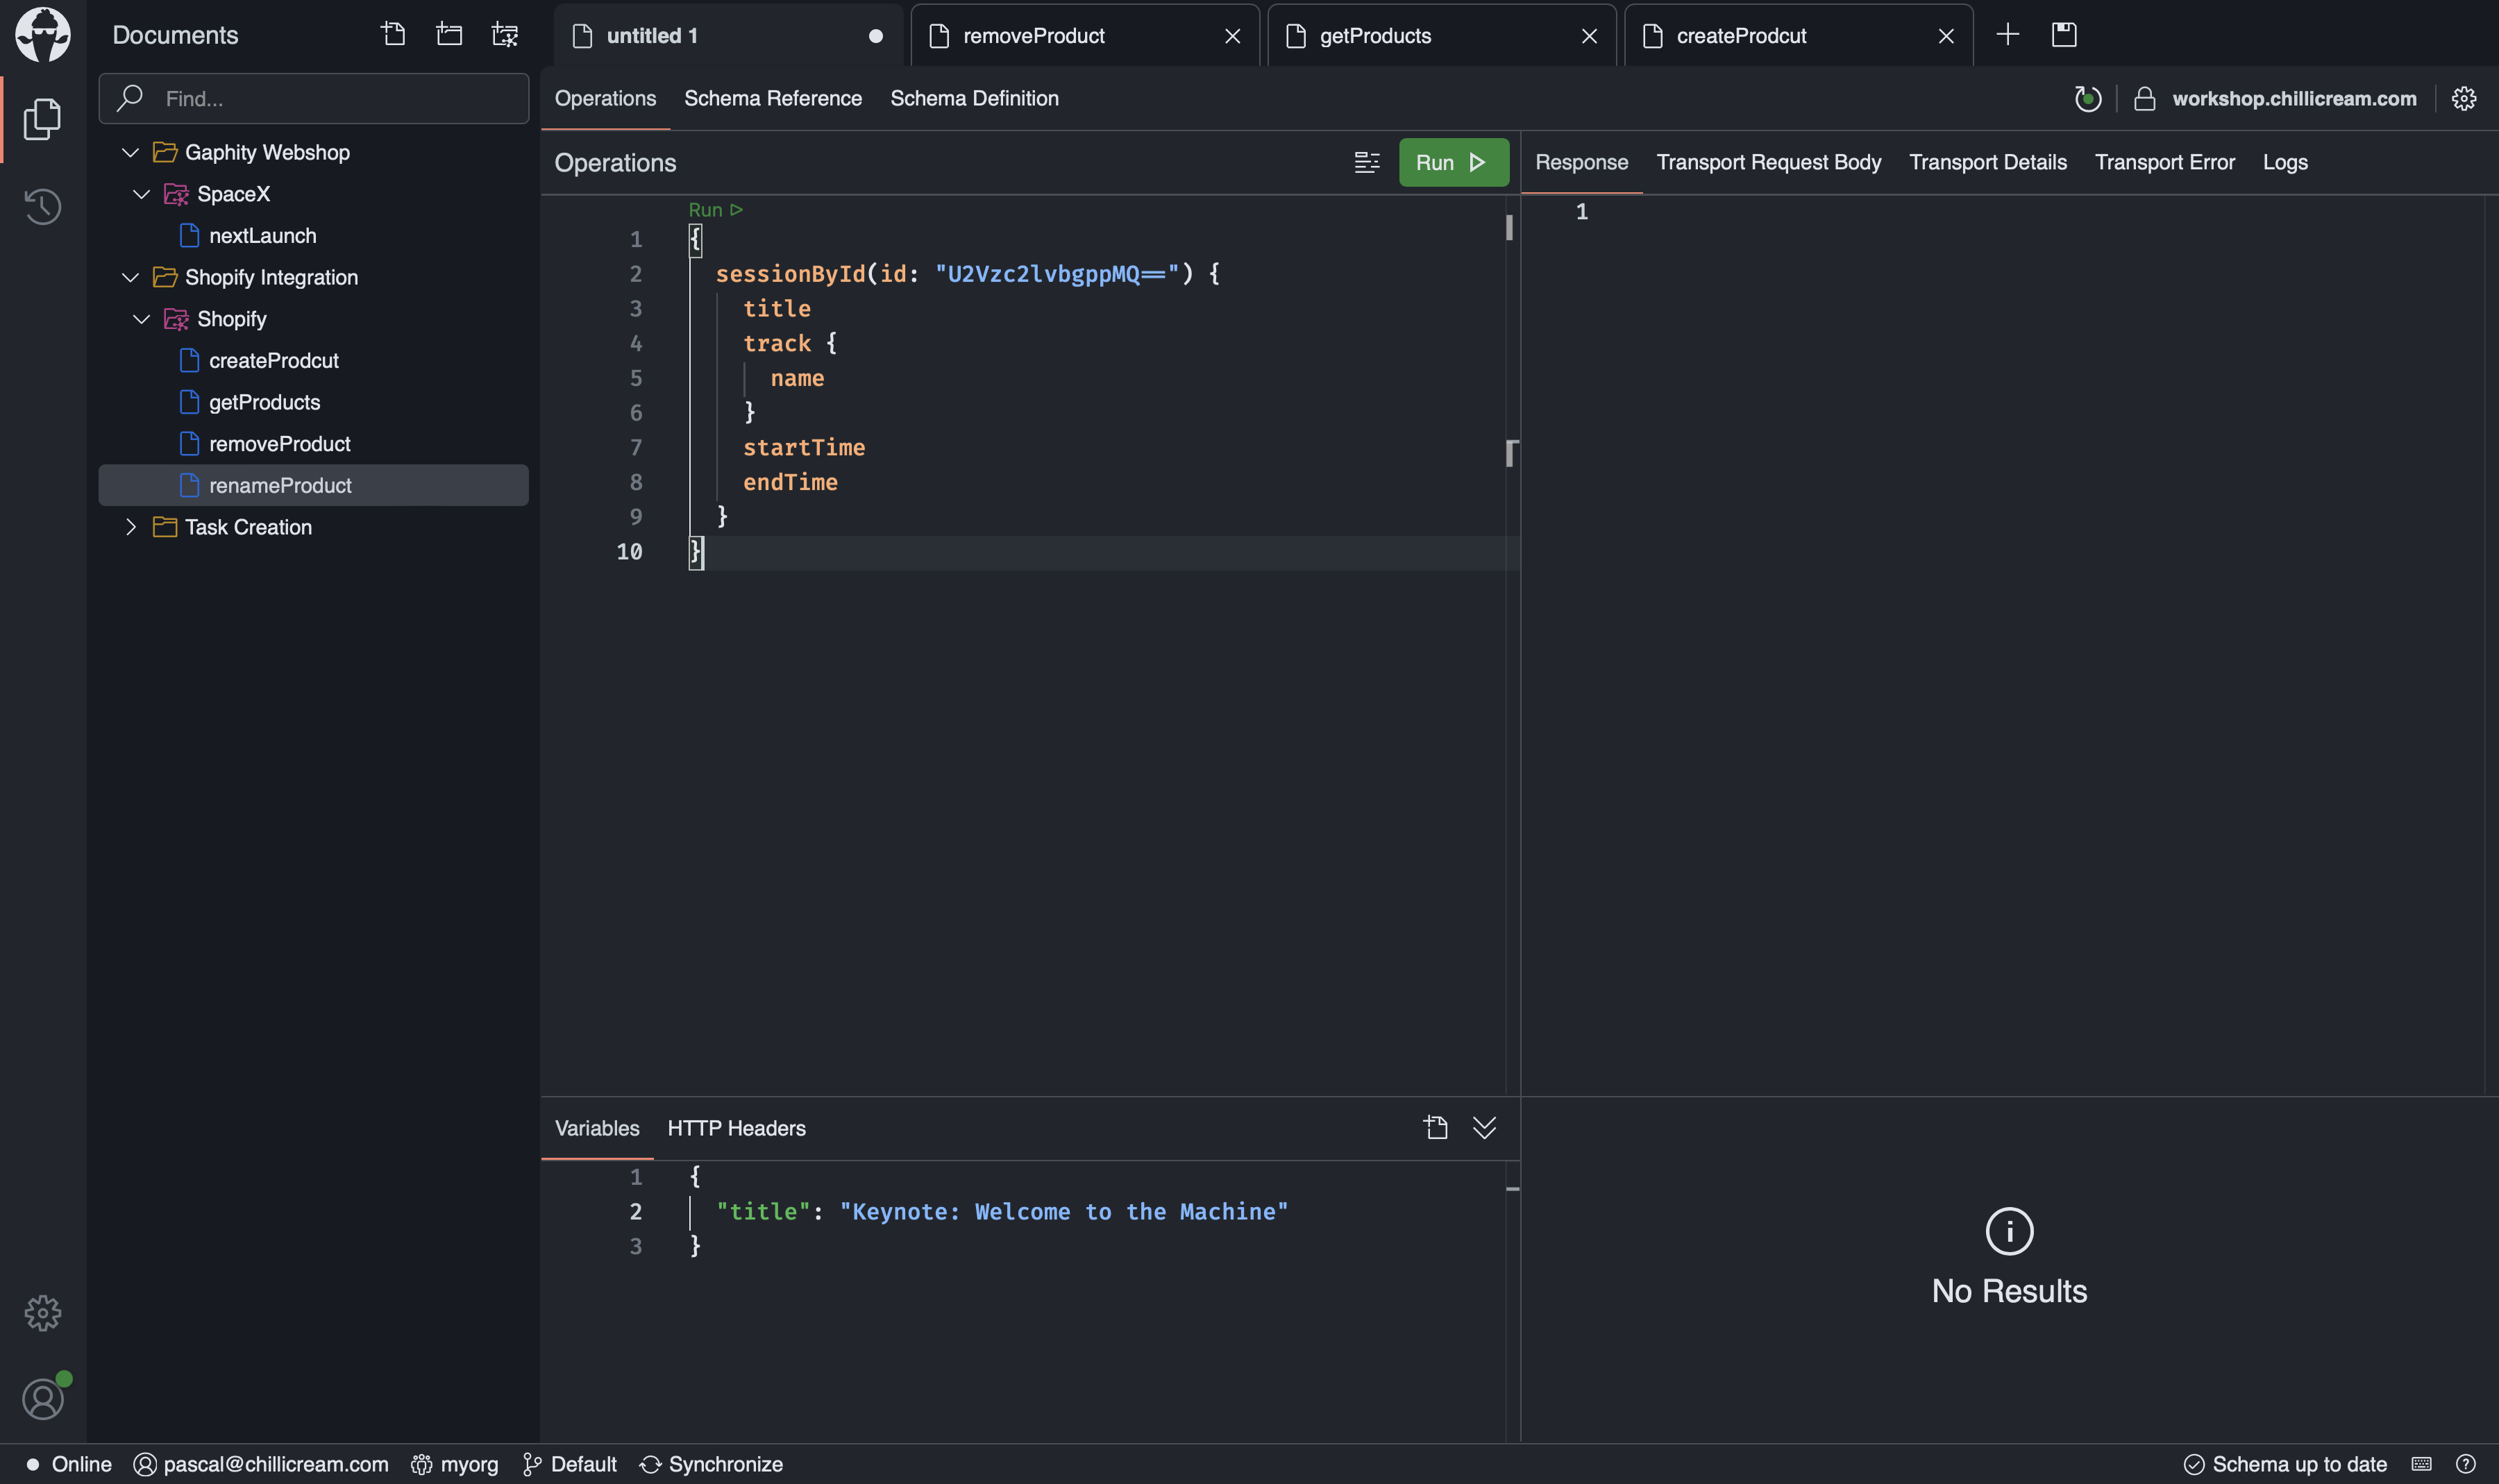 Documents
Find...
Gaphity Webshop
SpaceX
nextLaunch
Shopify Integration
Shopify
createProdcut
getProducts
removeProduct
renameProduct
Task Creation
untitled 1
removeProduct
getProducts
createProdcut
Operations Schema Reference Schema Definition
workshop.chillicream.com
Operations
Run
Run
1 {
2 sessionById(id: "U2Vzc2lvbgppMQ==") {
3 title
4 track {
5 name
6 }
7 startTime
8 endTime
9 }
10 }
Response Transport Request Body Transport Details Transport Error Logs
1
Variables HTTP Headers
1 {
2 "title": "Keynote: Welcome to the Machine"
3 }
No Results
Online pascal@chillicream.com myorg Default Synchronize
Schema up to date